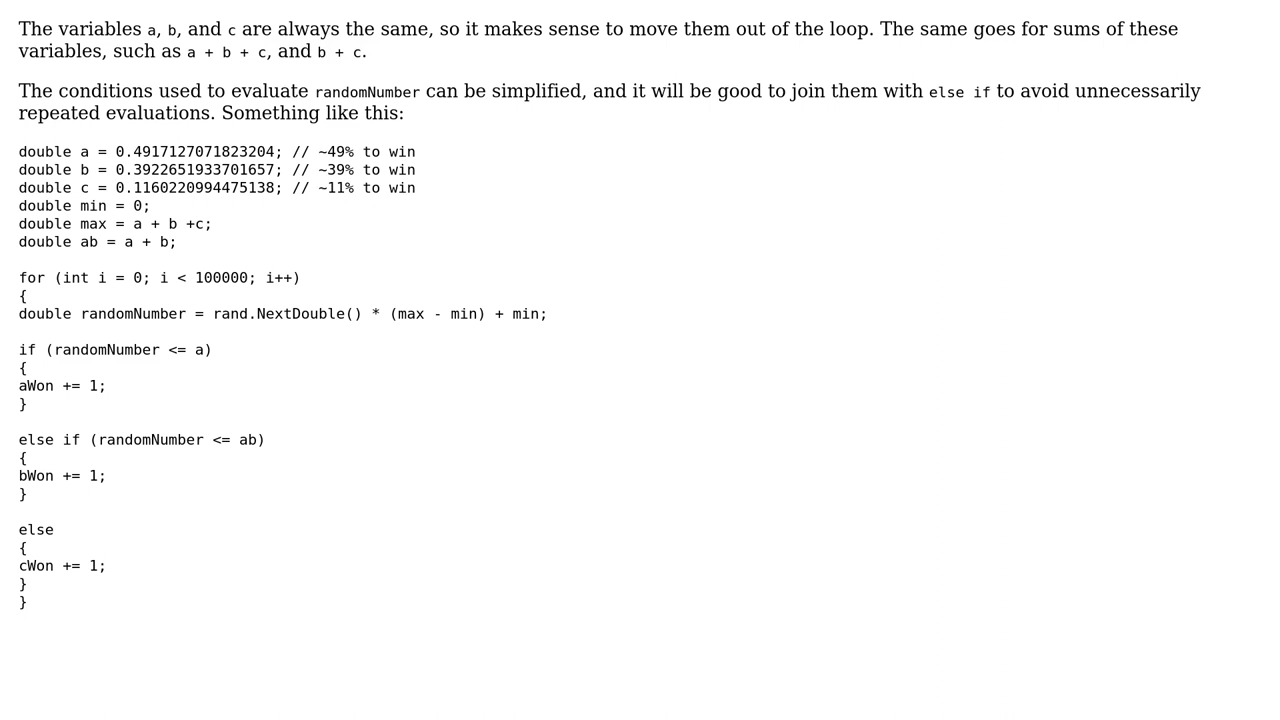 The variables a, b, and c are always the same, so it makes sense to move them out of the loop. The same goes for sums of these
variables, such as a + b + c, and b + c.
The conditions used to evaluate randomNumber can be simplified, and it will be good to join them with else if to avoid unnecessarily
repeated evaluations. Something like this:
double a = 0.4917127071823204; // ~49% to win
double b = 0.3922651933701657; // ~39% to win
double c = 0.1160220994475138; // ~11% to win
double min = 0;
double max = a + b +c;
double ab = a + b;
for (int i = 0; i < 100000; i++)
{
double randomNumber = rand.NextDouble() * (max - min) + min;
if (randomNumber <= a)
{
aWon += 1;
}
else if (randomNumber <= ab)
{
bWon += 1;
}
else
{
cWon += 1;
}
}